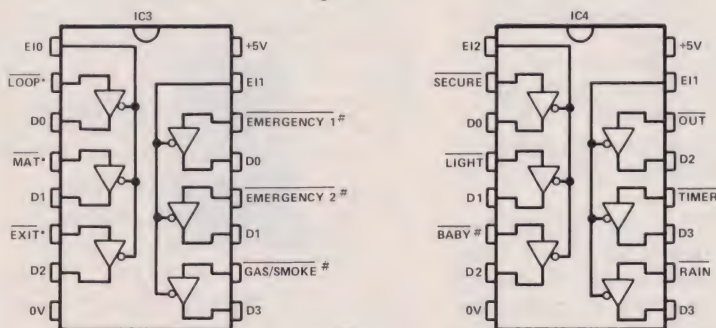 IC3
EI0
LOOP*
D0
MAT*
D1
EXIT*
D2
0V
+5V
EI1
EMERGENCY 1#
D0
EMERGENCY 2#
D1
GAS/SMOKE #
D3
IC4
EI2
SECURE
D0
LIGHT
D1
BABY #
D2
0V
+5V
EI1
OUT
D2
TIMER
D3
RAIN
D3